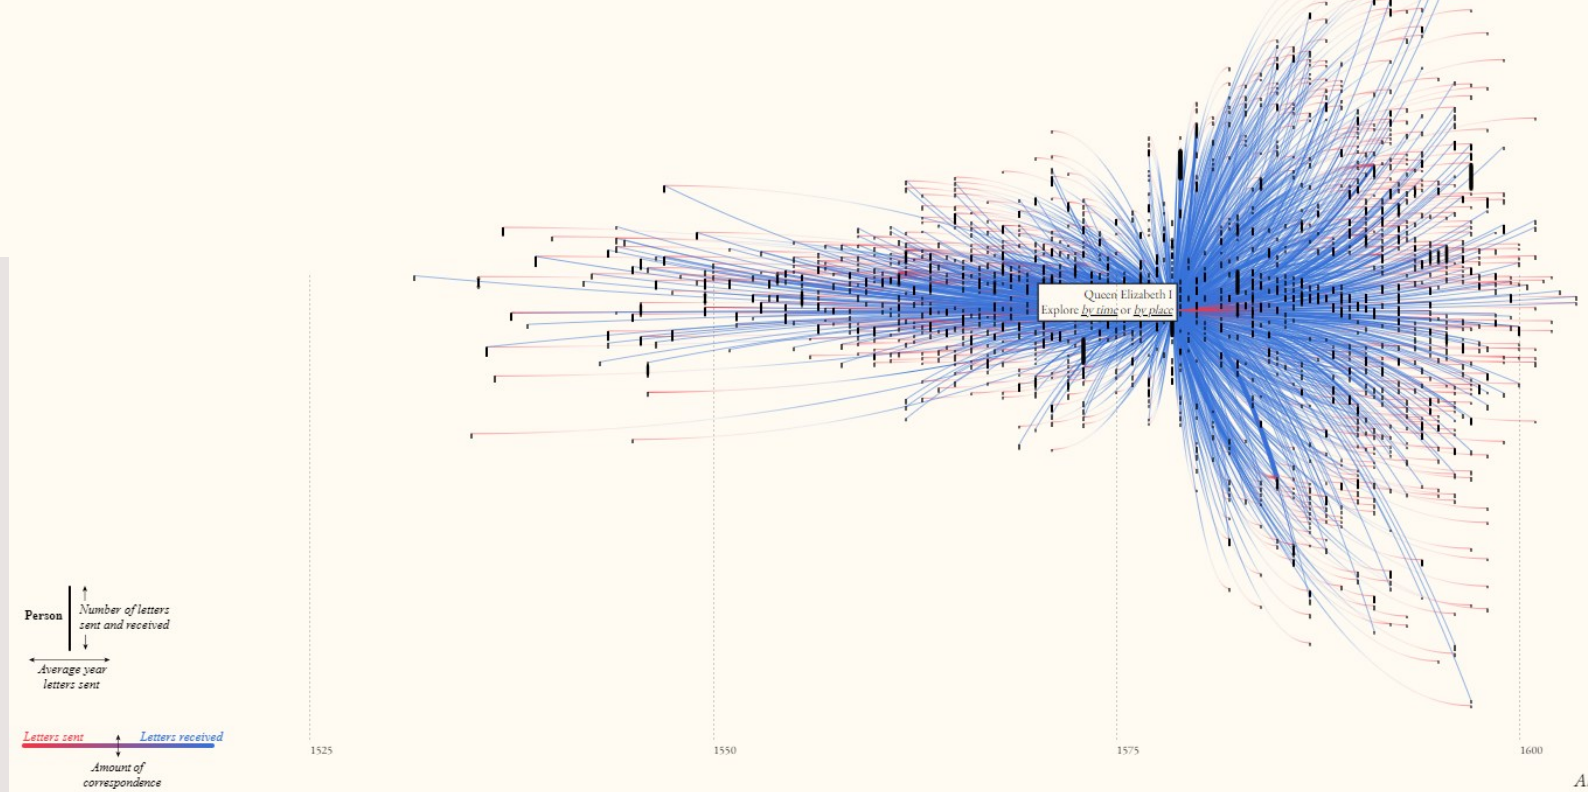 Queen Elizabeth I
Explore by time or by place
Person
Number of letters
sent and received
Average year
letters sent
Letters sent
Letters received
Amount of
correspondence
1525
1550
1575
1600